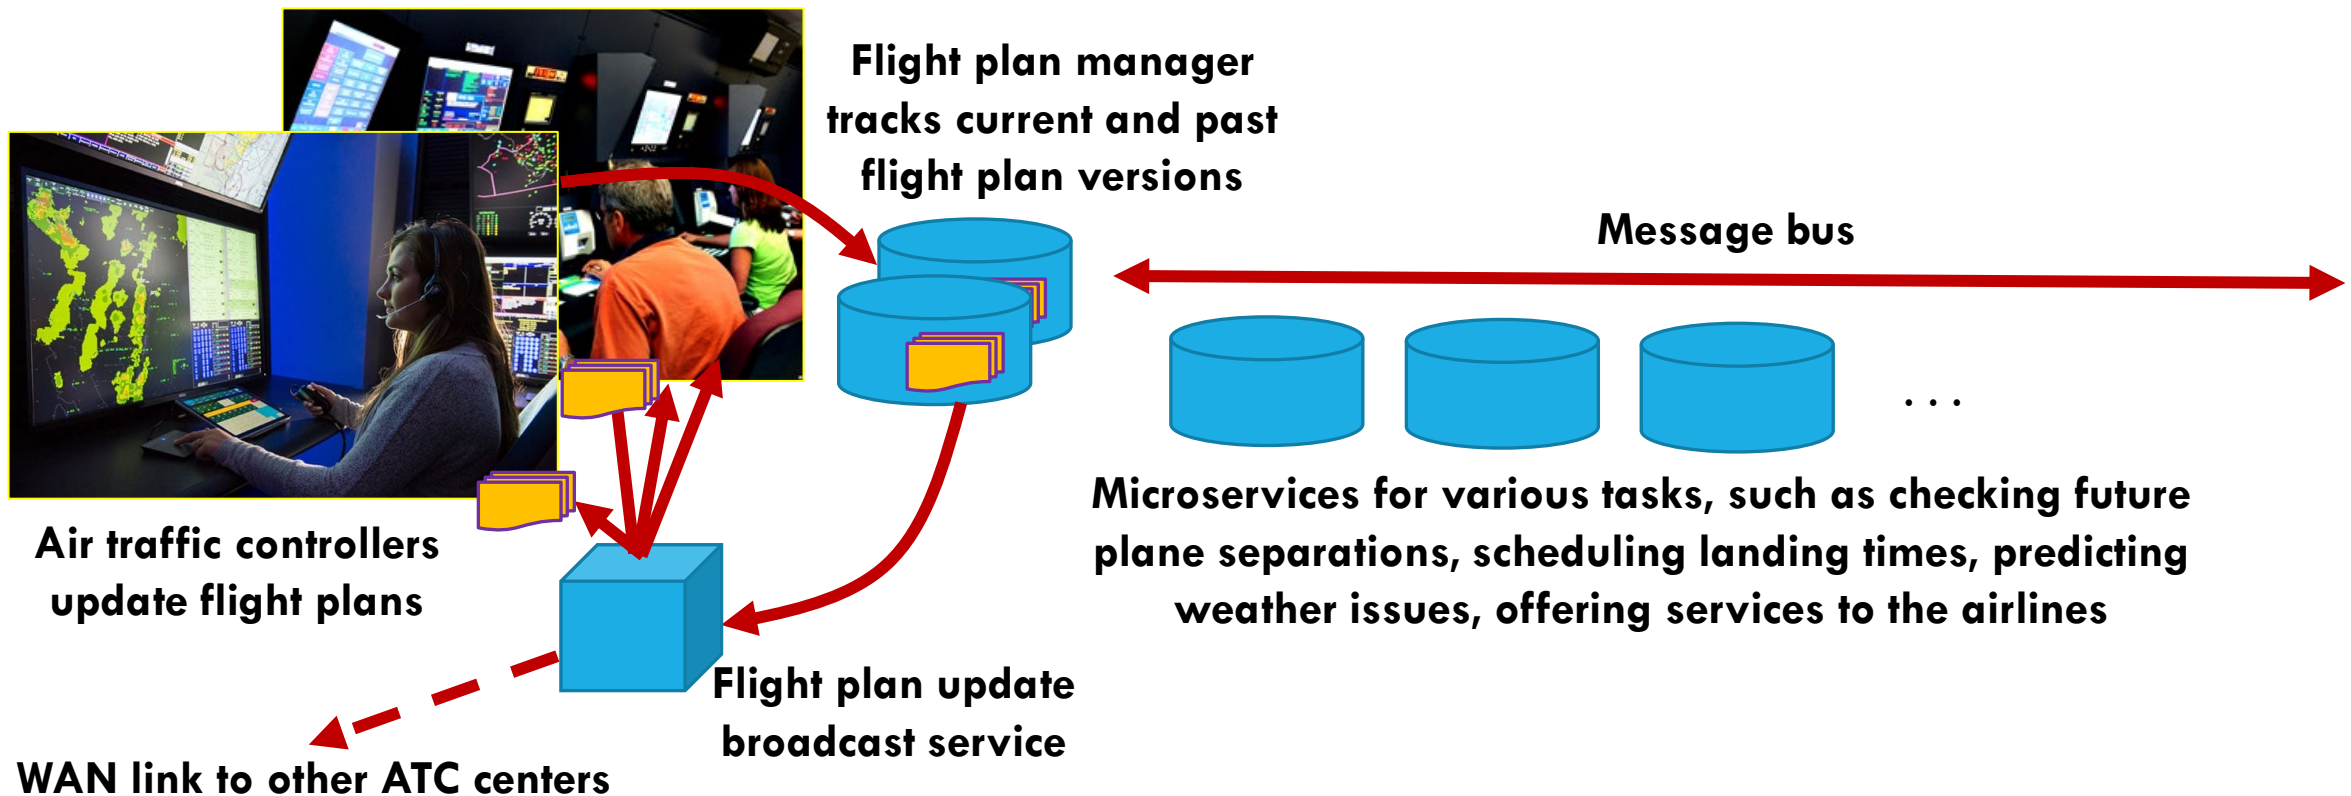 Flight plan manager
tracks current and past
flight plan versions
Message bus
. . .
Microservices for various tasks, such as checking future
plane separations, scheduling landing times, predicting
weather issues, offering services to the airlines
Air traffic controllers
update flight plans
Flight plan update
broadcast service
WAN link to other ATC centers